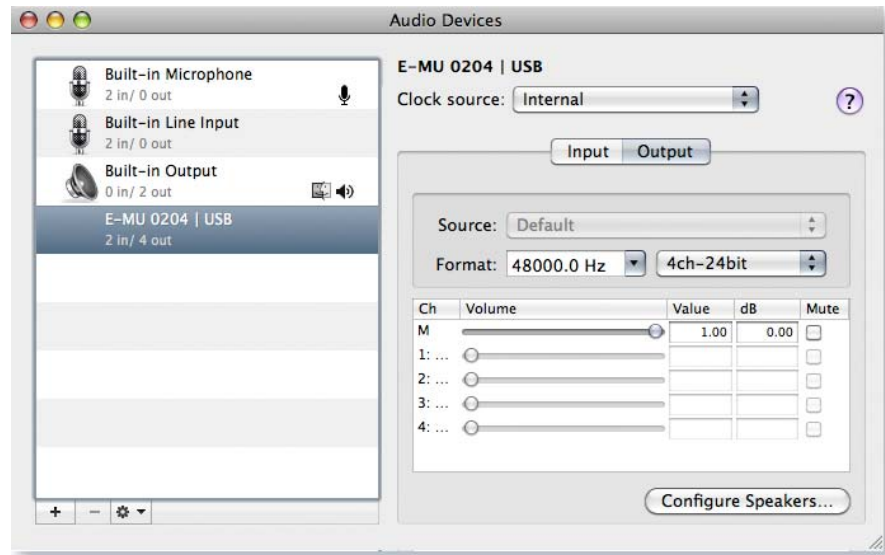 Audio Devices
Built-in Microphone
2 in/ 0 out
Built-in Line Input
2 in/ 0 out
Built-in Output
0 in/ 2 out
E-MU 0204 | USB
2 in/ 4 out
+ −
E-MU 0204 | USB
Clock source: Internal
?
Input Output
Source: Default
Format: 48000.0 Hz 4ch-24bit
Ch Volume Value dB Mute
M 1.00 0.00
1: ...
2: ...
3: ...
4: ...
Configure Speakers...